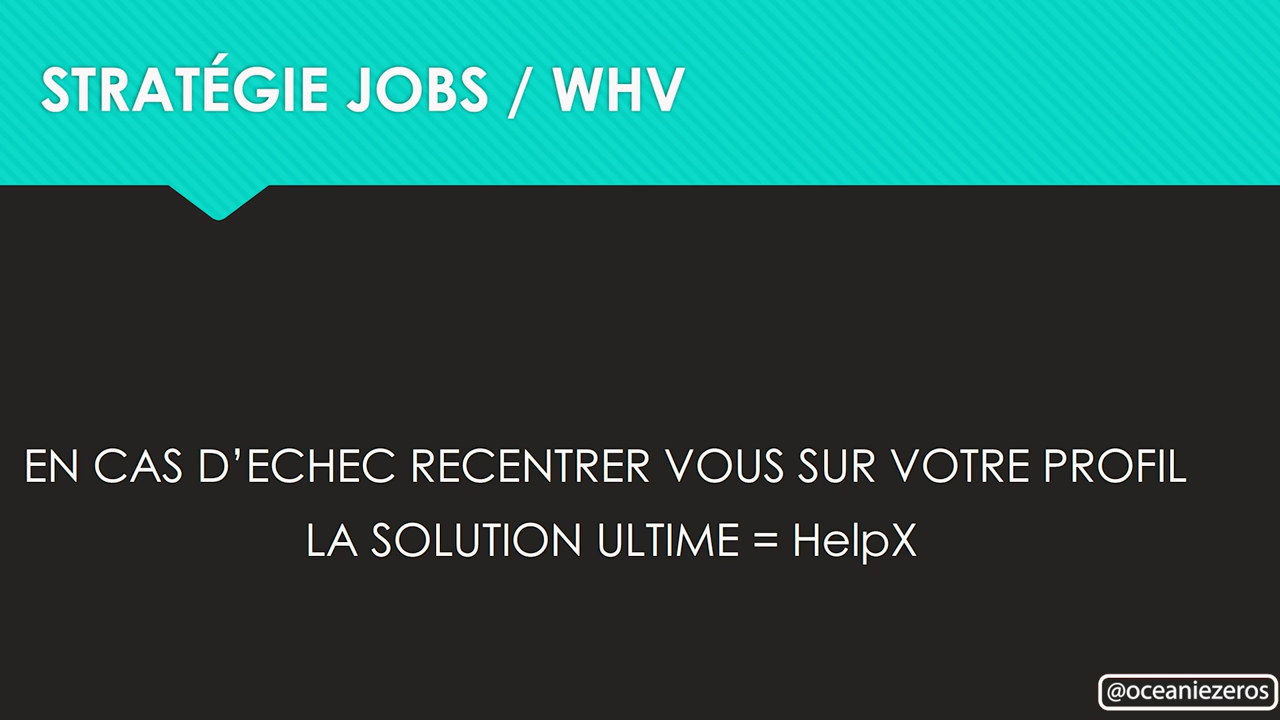 STRATÉGIE JOBS / WHV
EN CAS D’ECHEC RECENTRER VOUS SUR VOTRE PROFIL
LA SOLUTION ULTIME = HelpX
@oceaniezeros